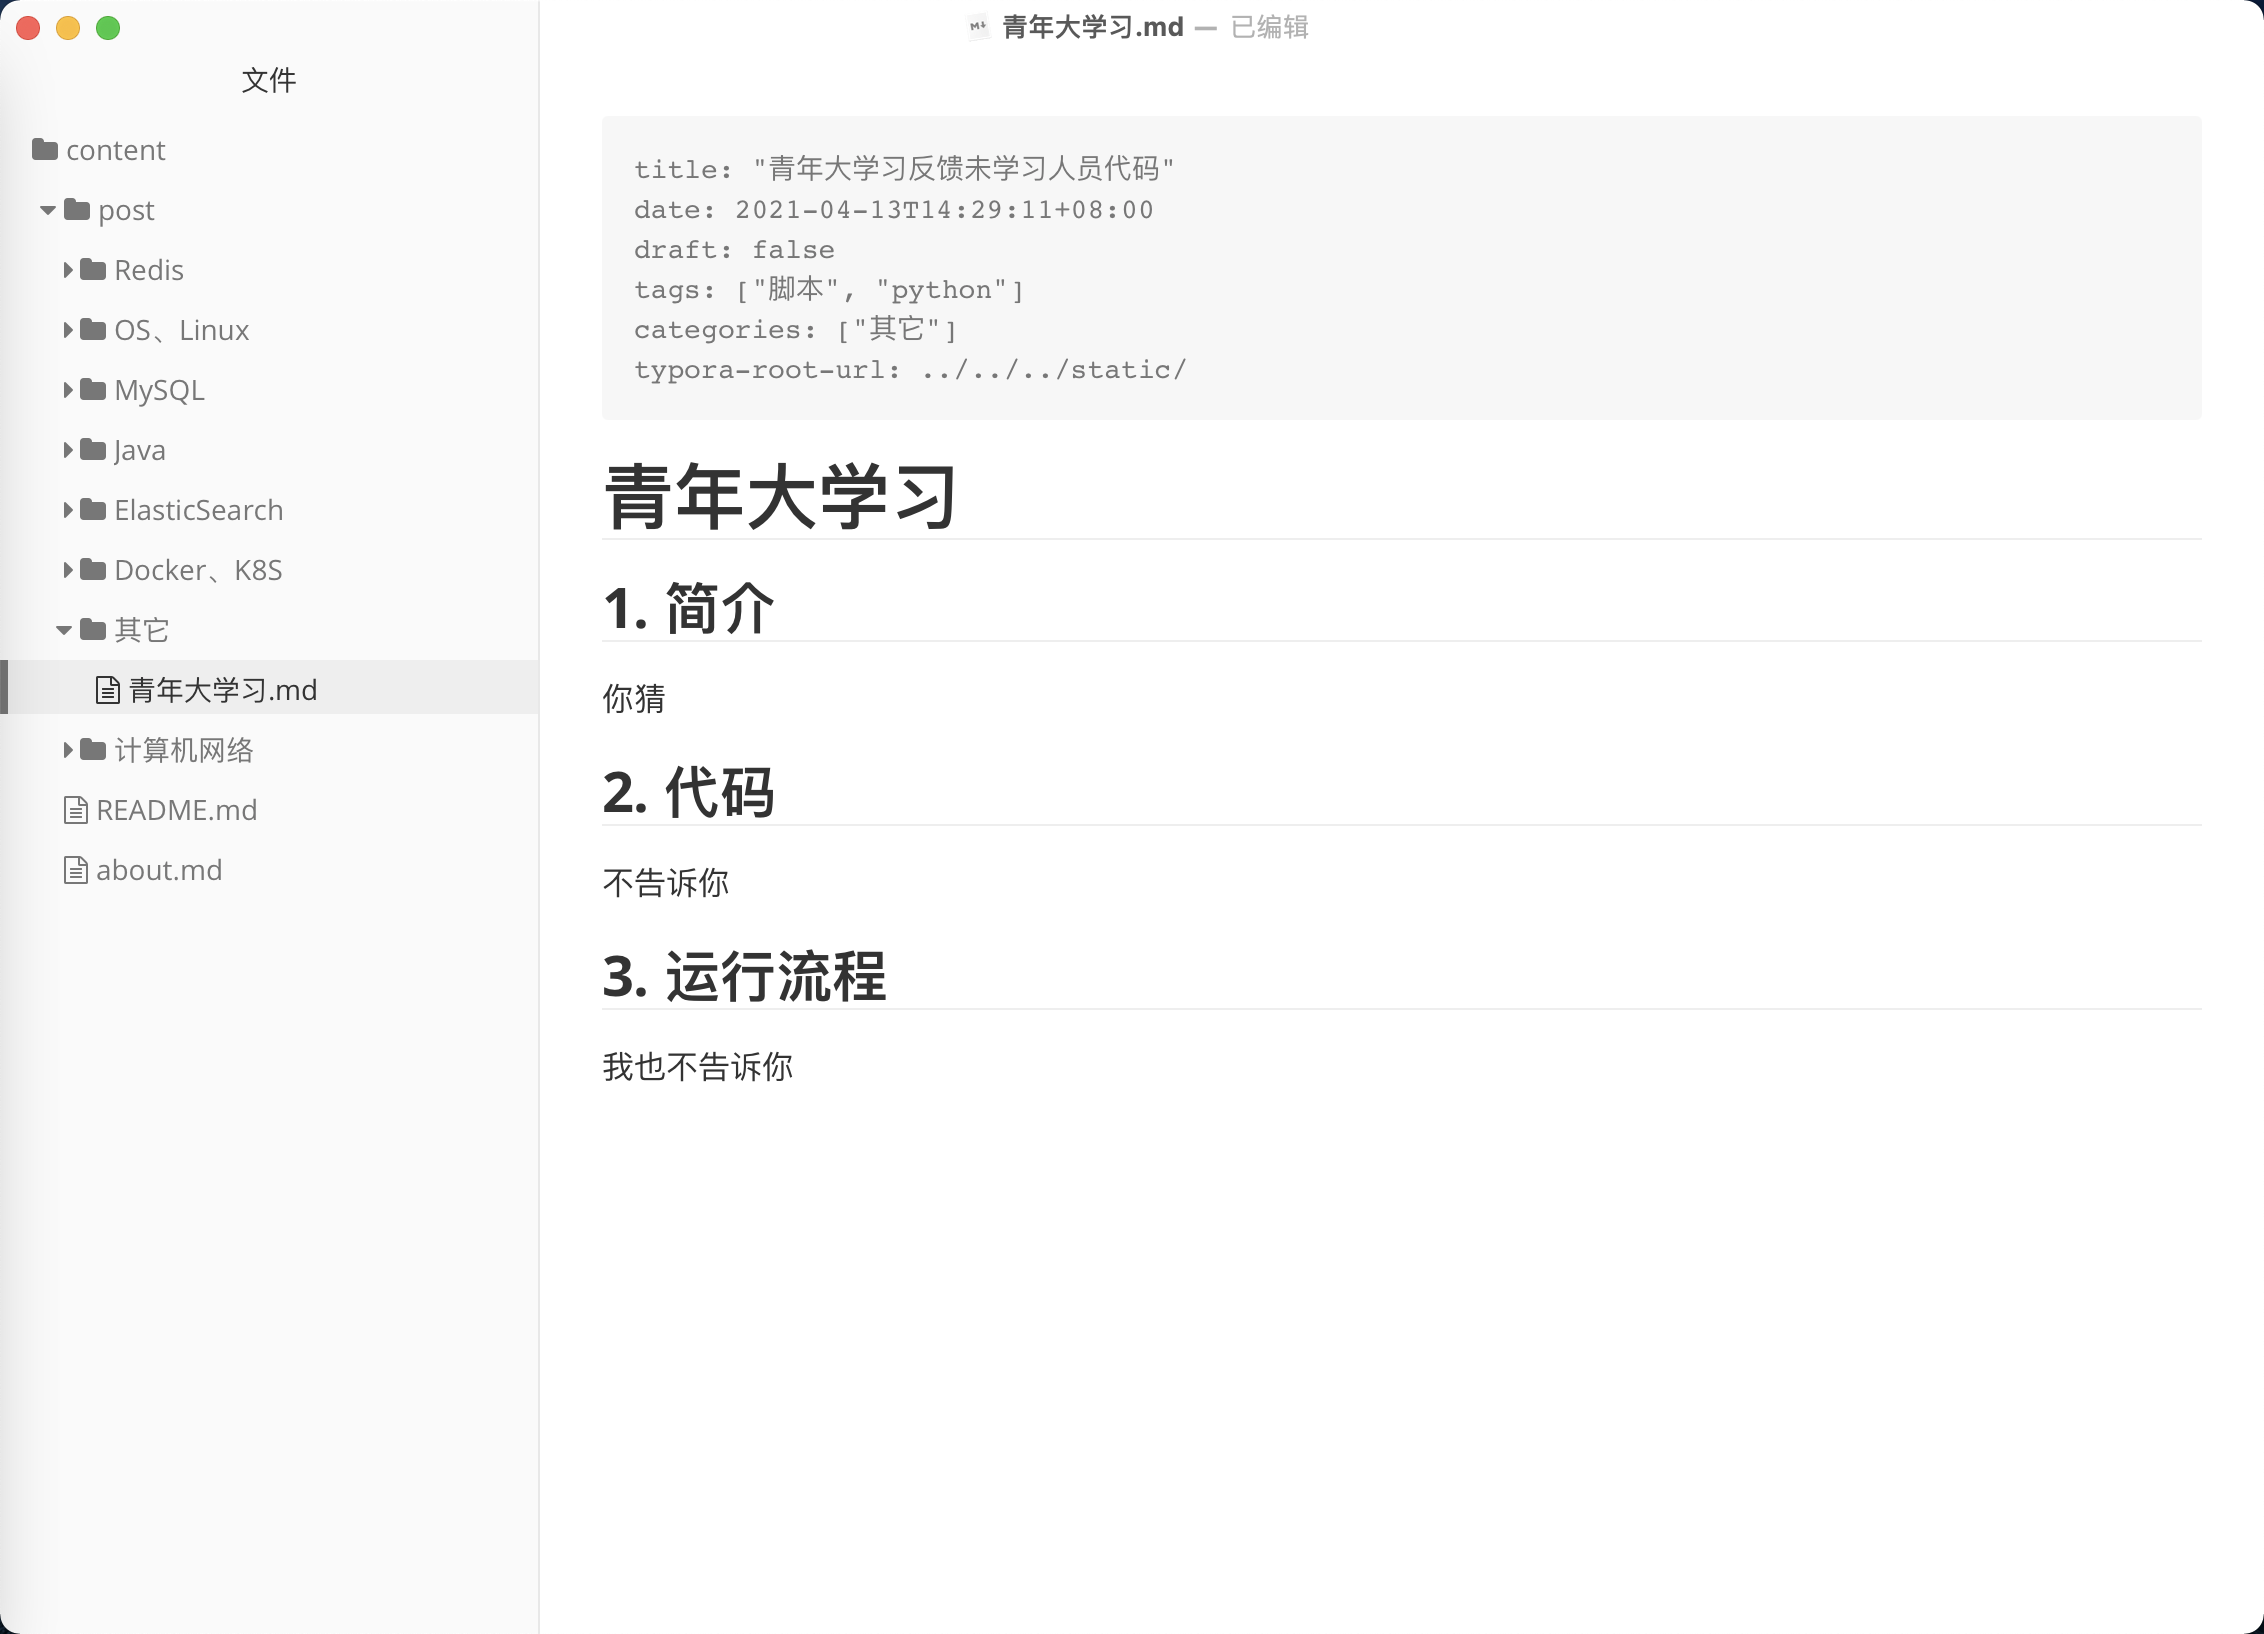 青年大学习.md — 已编辑
文件
content
post
Redis
OS、Linux
MySQL
Java
ElasticSearch
Docker、K8S
其它
青年大学习.md
计算机网络
README.md
about.md
title: "青年大学习反馈未学习人员代码"
date: 2021-04-13T14:29:11+08:00
draft: false
tags: ["脚本", "python"]
categories: ["其它"]
typora-root-url: ../../../static/
青年大学习
1. 简介
你猜
2. 代码
不告诉你
3. 运行流程
我也不告诉你